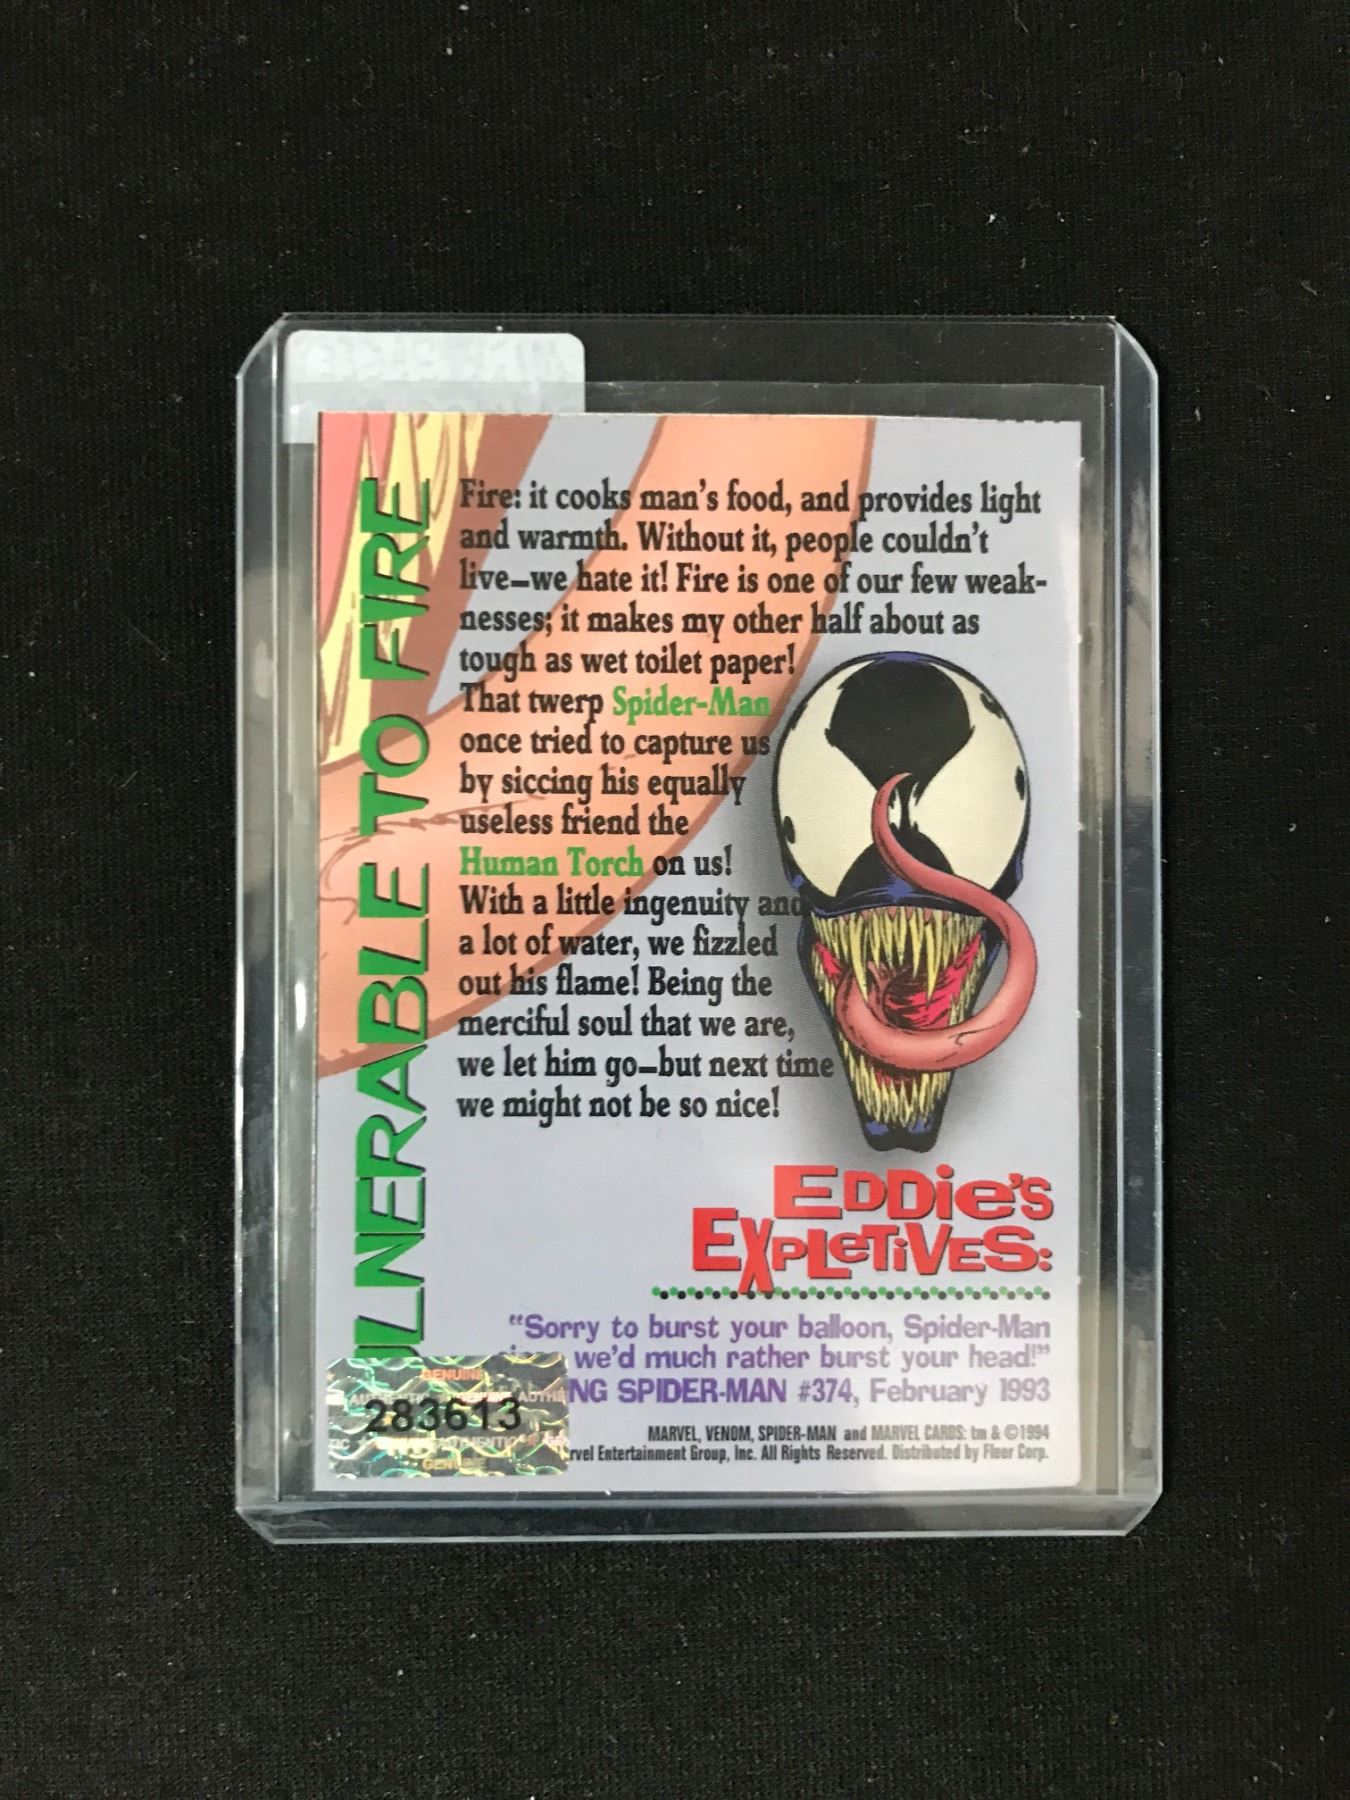 Fire: it cooks man's food, and provides light
and warmth. Without it, people couldn't
live–we hate it! Fire is one of our few weak-
nesses; it makes my other half about as
tough as wet toilet paper!
That twerp Spider-Man
once tried to capture us
by siccing his equally
useless friend the
Human Torch on us!
With a little ingenuity and
a lot of water, we fizzled
out his flame! Being the
merciful soul that we are,
we let him go–but next time
we might not be so nice!
ULNERABLE TO FIRE
EDDiE'S
EXPLETiVES:
"Sorry to burst your balloon, Spider-Man
we'd much rather burst your head!"
NG SPIDER-MAN #374, February 1993
MARVEL, VENOM, SPIDER-MAN and MARVEL CARDS: tm & ©1994
rvel Entertainment Group, Inc. All Rights Reserved. Distributed by Fleer Corp.
GENUINE
283613
GENUINE